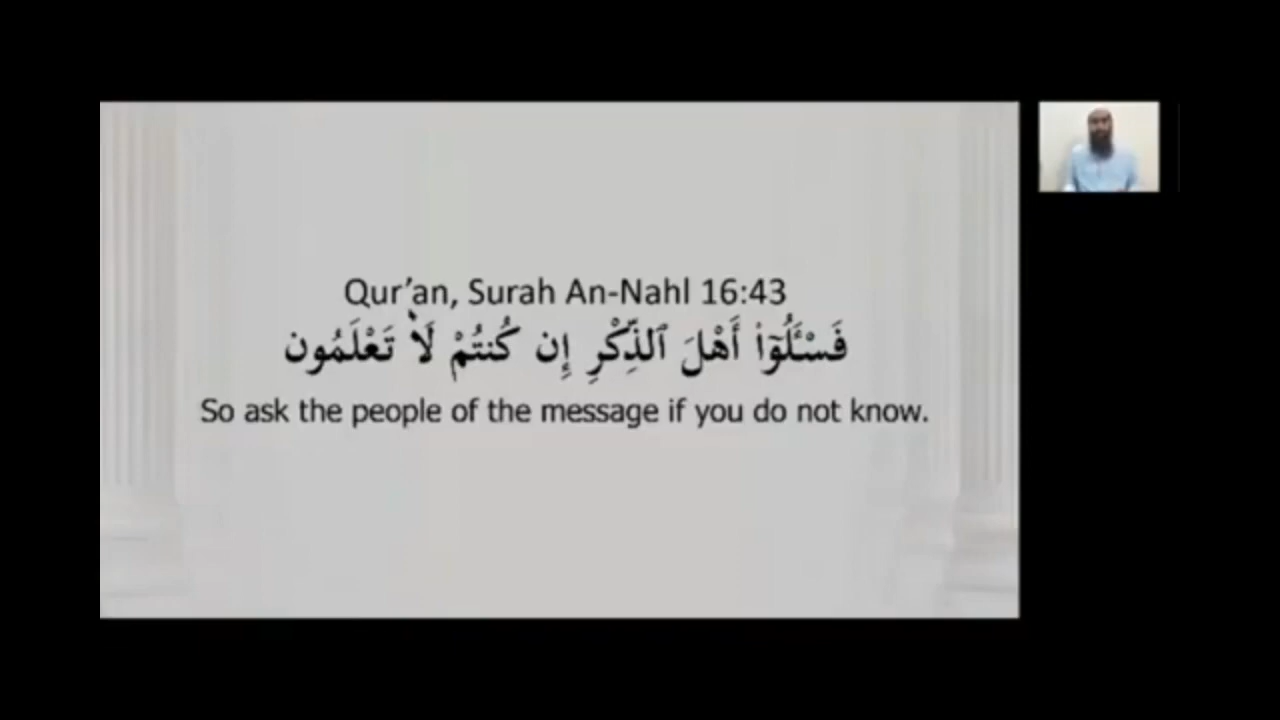 Qur’an, Surah An-Nahl 16:43
فَسْـَٔلُوٓا۟ أَهْلَ ٱلذِّكْرِ إِن كُنتُمْ لَا تَعْلَمُون
So ask the people of the message if you do not know.